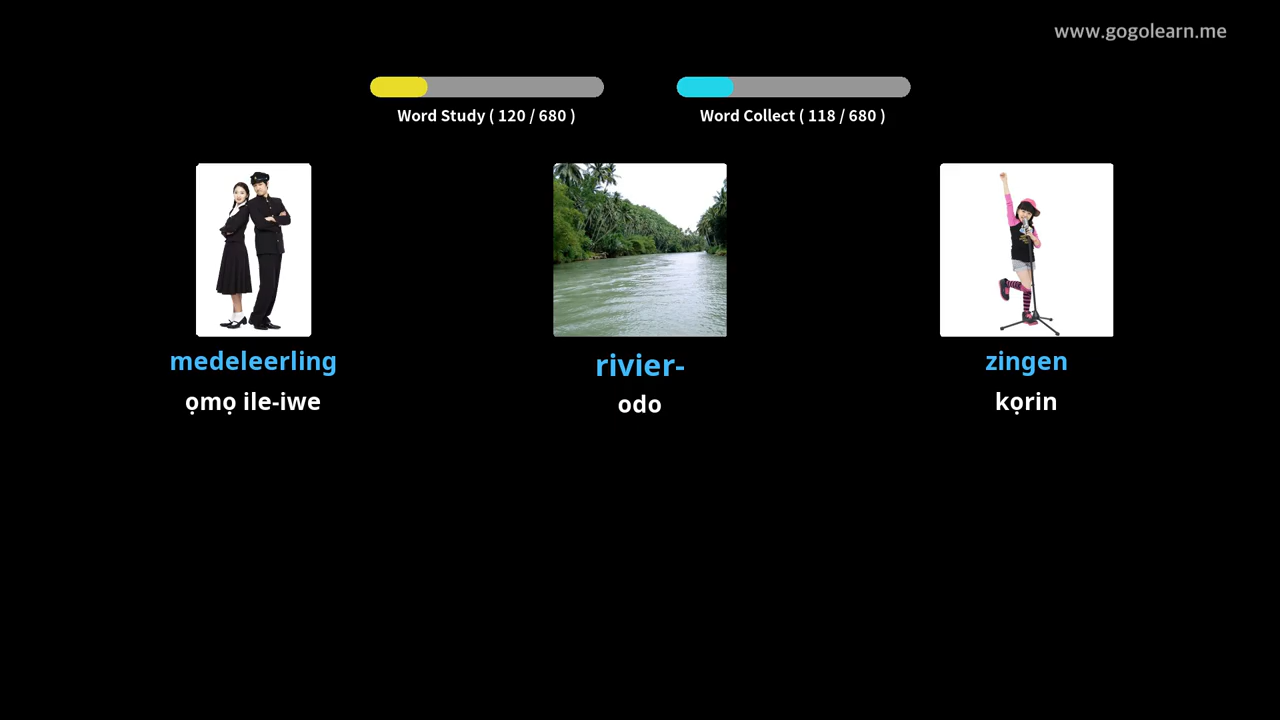 www.gogolearn.me
Word Study ( 120 / 680 )
Word Collect ( 118 / 680 )
medeleerling
rivier-
zingen
ọmọ ile-iwe
odo
kọrin